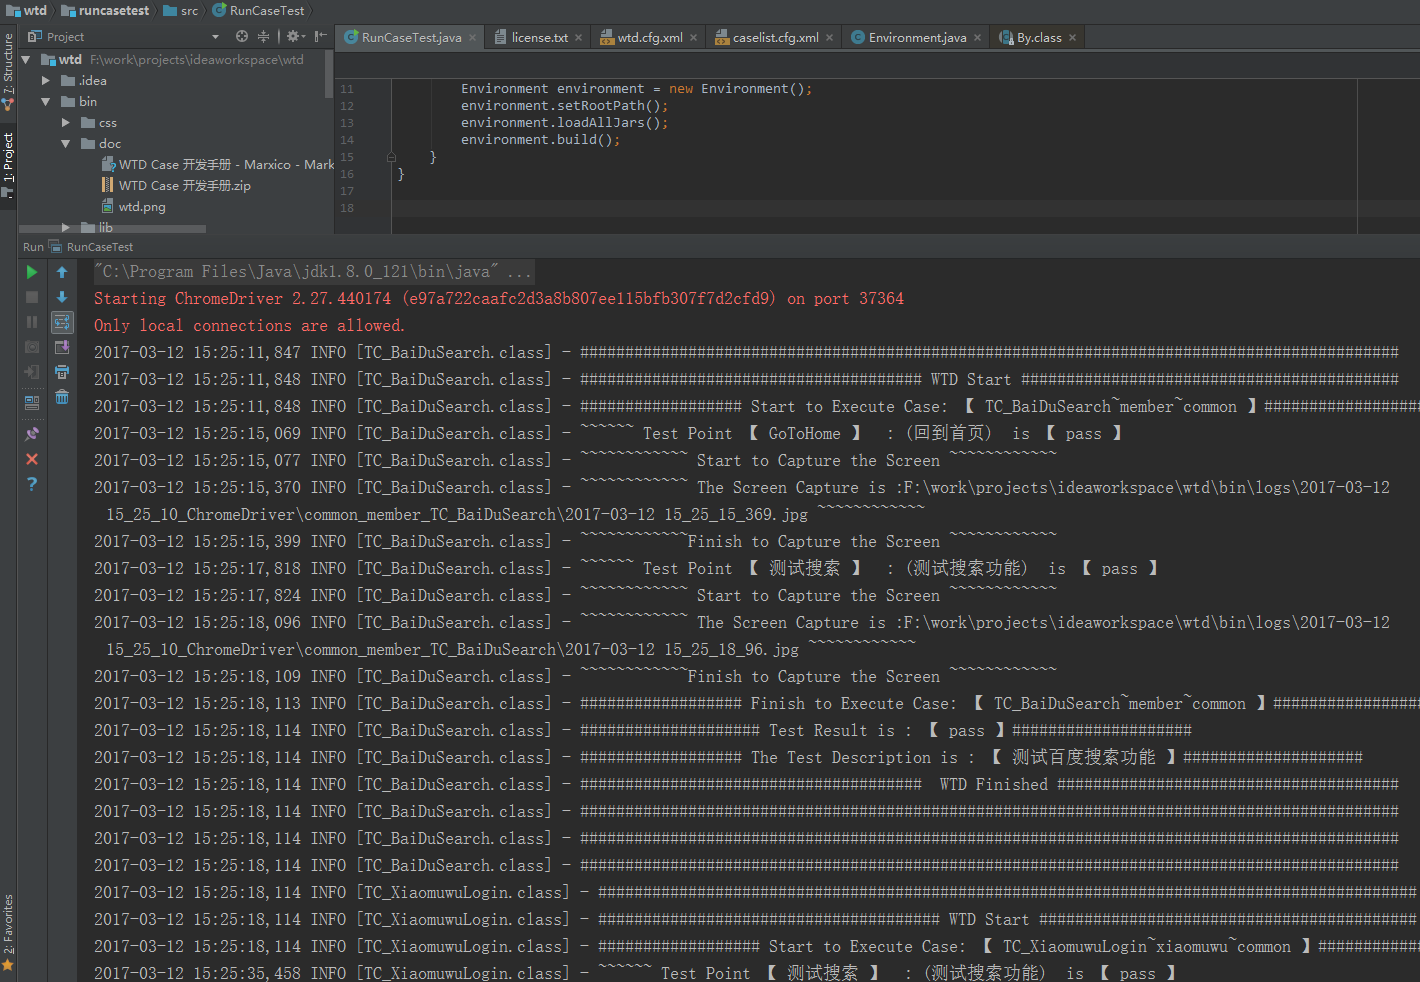 wtd runcasetest src RunCaseTest
Project
RunCaseTest.java license.txt wtd.cfg.xml caselist.cfg.xml Environment.java By.class
7: Structure
1: Project
2: Favorites
wtd F:\work\projects\ideaworkspace\wtd
.idea
bin
css
doc
WTD Case 开发手册 - Marxico - Mark
WTD Case 开发手册.zip
wtd.png
lib
11 Environment environment = new Environment();
12 environment.setRootPath();
13 environment.loadAllJars();
14 environment.build();
15 }
16 }
17
18
Run RunCaseTest
"C:\Program Files\Java\jdk1.8.0_121\bin\java" ...
Starting ChromeDriver 2.27.440174 (e97a722caafc2d3a8b807ee115bfb307f7d2cfd9) on port 37364
Only local connections are allowed.
2017-03-12 15:25:11,847 INFO [TC_BaiDuSearch.class] - ###########################################################################################
2017-03-12 15:25:11,848 INFO [TC_BaiDuSearch.class] - ###################################### WTD Start ##########################################
2017-03-12 15:25:11,848 INFO [TC_BaiDuSearch.class] - ################## Start to Execute Case: 【 TC_BaiDuSearch~member~common 】##################
2017-03-12 15:25:15,069 INFO [TC_BaiDuSearch.class] - ~~~~~~ Test Point 【 GoToHome 】 : (回到首页) is 【 pass 】
2017-03-12 15:25:15,077 INFO [TC_BaiDuSearch.class] - ~~~~~~~~~~~~ Start to Capture the Screen ~~~~~~~~~~~~
2017-03-12 15:25:15,370 INFO [TC_BaiDuSearch.class] - ~~~~~~~~~~~~ The Screen Capture is :F:\work\projects\ideaworkspace\wtd\bin\logs\2017-03-12
15_25_10_ChromeDriver\common_member_TC_BaiDuSearch\2017-03-12 15_25_15_369.jpg ~~~~~~~~~~~~
2017-03-12 15:25:15,399 INFO [TC_BaiDuSearch.class] - ~~~~~~~~~~~~Finish to Capture the Screen ~~~~~~~~~~~~
2017-03-12 15:25:17,818 INFO [TC_BaiDuSearch.class] - ~~~~~~ Test Point 【 测试搜索 】 : (测试搜索功能) is 【 pass 】
2017-03-12 15:25:17,824 INFO [TC_BaiDuSearch.class] - ~~~~~~~~~~~~ Start to Capture the Screen ~~~~~~~~~~~~
2017-03-12 15:25:18,096 INFO [TC_BaiDuSearch.class] - ~~~~~~~~~~~~ The Screen Capture is :F:\work\projects\ideaworkspace\wtd\bin\logs\2017-03-12
15_25_10_ChromeDriver\common_member_TC_BaiDuSearch\2017-03-12 15_25_18_96.jpg ~~~~~~~~~~~~
2017-03-12 15:25:18,109 INFO [TC_BaiDuSearch.class] - ~~~~~~~~~~~~Finish to Capture the Screen ~~~~~~~~~~~~
2017-03-12 15:25:18,113 INFO [TC_BaiDuSearch.class] - ################## Finish to Execute Case: 【 TC_BaiDuSearch~member~common 】#################
2017-03-12 15:25:18,114 INFO [TC_BaiDuSearch.class] - #################### Test Result is : 【 pass 】####################
2017-03-12 15:25:18,114 INFO [TC_BaiDuSearch.class] - ################## The Test Description is : 【 测试百度搜索功能 】####################
2017-03-12 15:25:18,114 INFO [TC_BaiDuSearch.class] - ###################################### WTD Finished ######################################
2017-03-12 15:25:18,114 INFO [TC_BaiDuSearch.class] - ###########################################################################################
2017-03-12 15:25:18,114 INFO [TC_BaiDuSearch.class] - ###########################################################################################
2017-03-12 15:25:18,114 INFO [TC_BaiDuSearch.class] - ###########################################################################################
2017-03-12 15:25:18,114 INFO [TC_XiaomuwuLogin.class] - ###########################################################################################
2017-03-12 15:25:18,114 INFO [TC_XiaomuwuLogin.class] - ###################################### WTD Start ##########################################
2017-03-12 15:25:18,114 INFO [TC_XiaomuwuLogin.class] - ################## Start to Execute Case: 【 TC_XiaomuwuLogin~xiaomuwu~common 】############
2017-03-12 15:25:35,458 INFO [TC_XiaomuwuLogin.class] - ~~~~~~ Test Point 【 测试搜索 】 : (测试搜索功能) is 【 pass 】